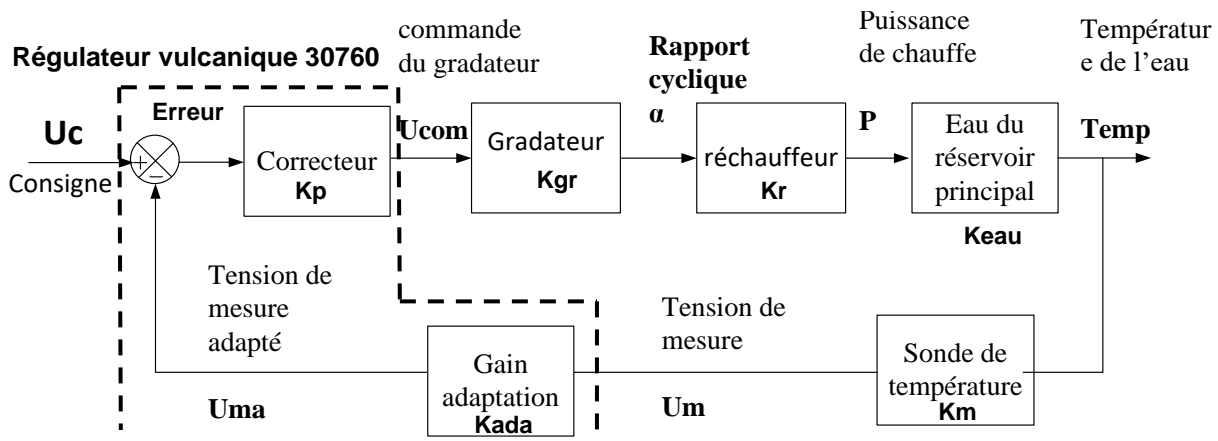 commande
du gradateur
Puissance
de chauffe
Températur
e de l'eau
Régulateur vulcanique 30760
Rapport
cyclique
α
Erreur
Uc
Consigne
+
−
Correcteur
Kp
Ucom
Gradateur
Kgr
réchauffeur
Kr
P
Eau du
réservoir
principal
Keau
Temp
Tension de
mesure
adapté
Uma
Gain
adaptation
Kada
Tension de
mesure
Um
Sonde de
température
Km